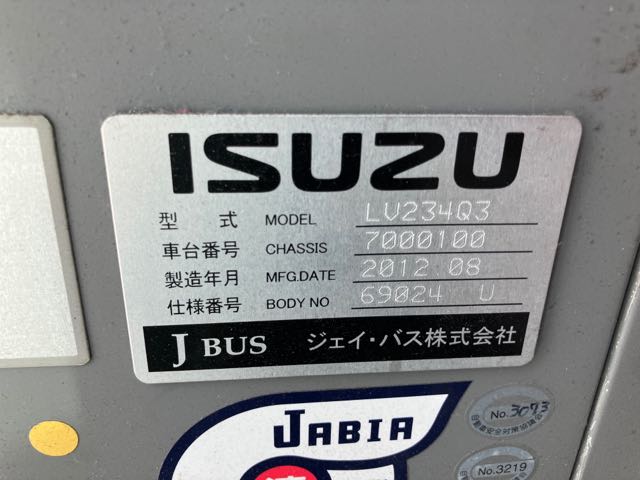 ISUZU
型 式 MODEL LV234Q3
車台番号 CHASSIS 7000100
製造年月 MFG.DATE 2012 08
仕様番号 BODY NO 69024 U
J BUS ジェイ・バス株式会社
JABIA
No.3073
No.3219